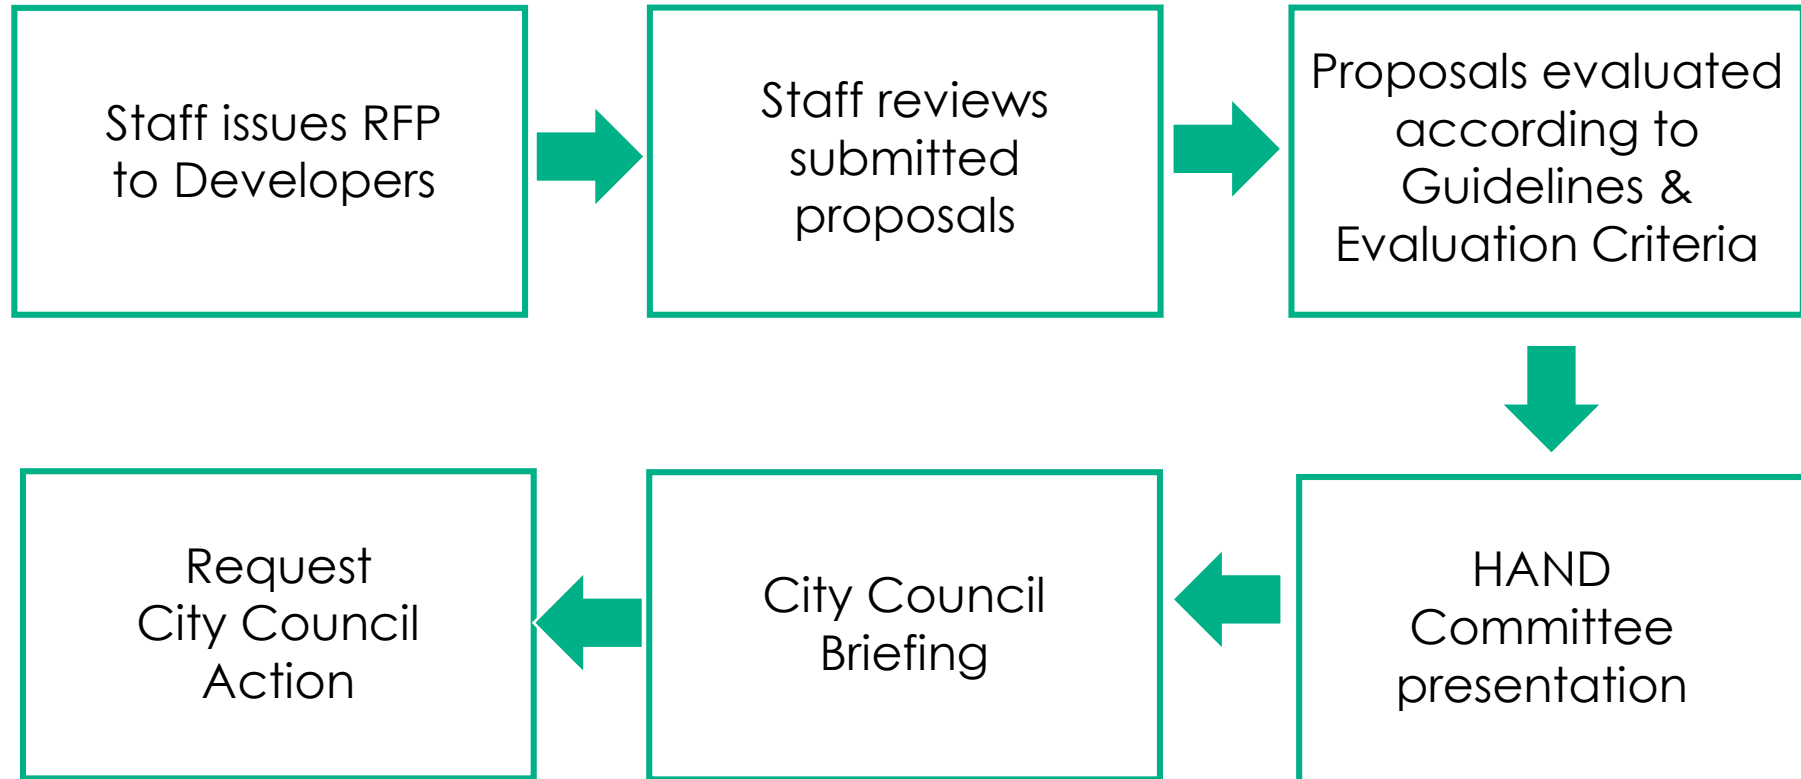 Staff issues RFP
to Developers
Staff reviews
submitted
proposals
Proposals evaluated
according to
Guidelines &
Evaluation Criteria
HAND
Committee
presentation
City Council
Briefing
Request
City Council
Action